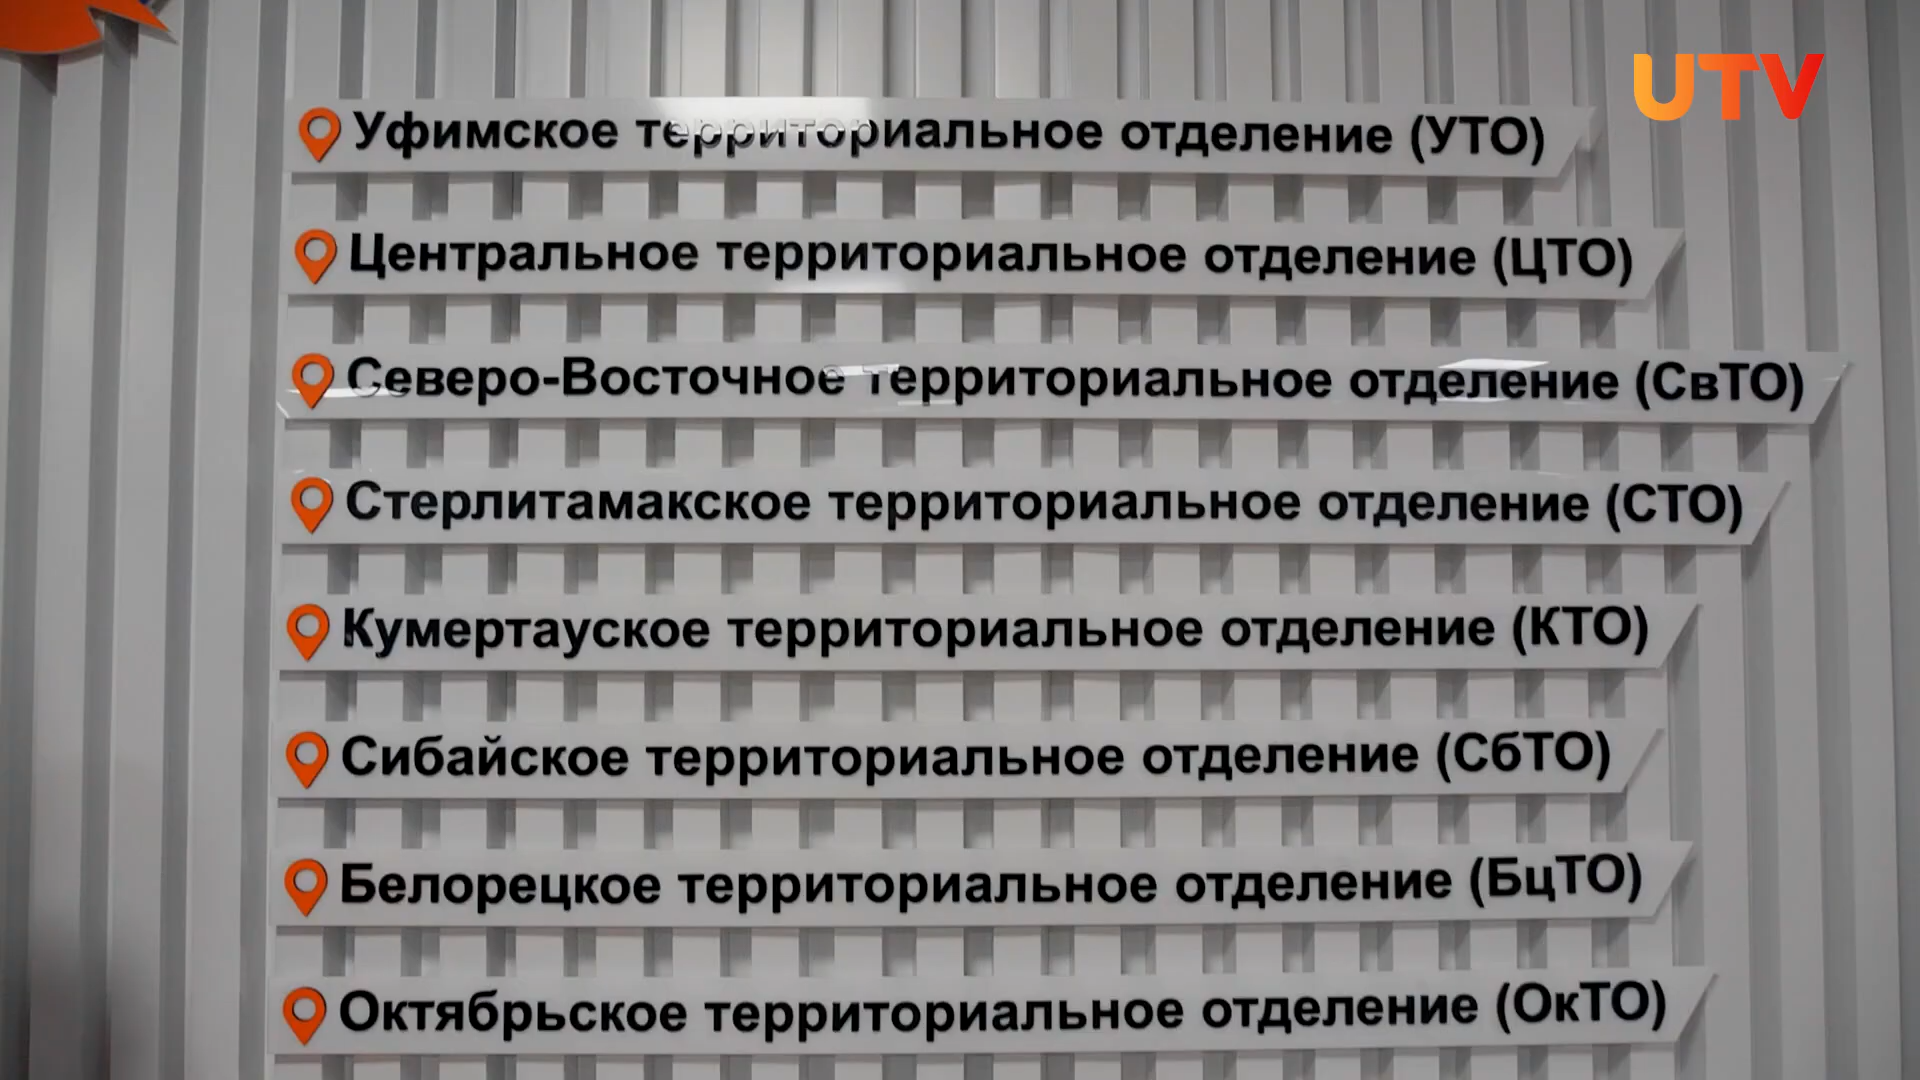 UTV
Уфимское территориальное отделение (УТО)
Центральное территориальное отделение (ЦТО)
Северо-Восточное территориальное отделение (СвТО)
Стерлитамакское территориальное отделение (СТО)
Кумертауское территориальное отделение (КТО)
Сибайское территориальное отделение (СбТО)
Белорецкое территориальное отделение (БцТО)
Октябрьское территориальное отделение (ОкТО)